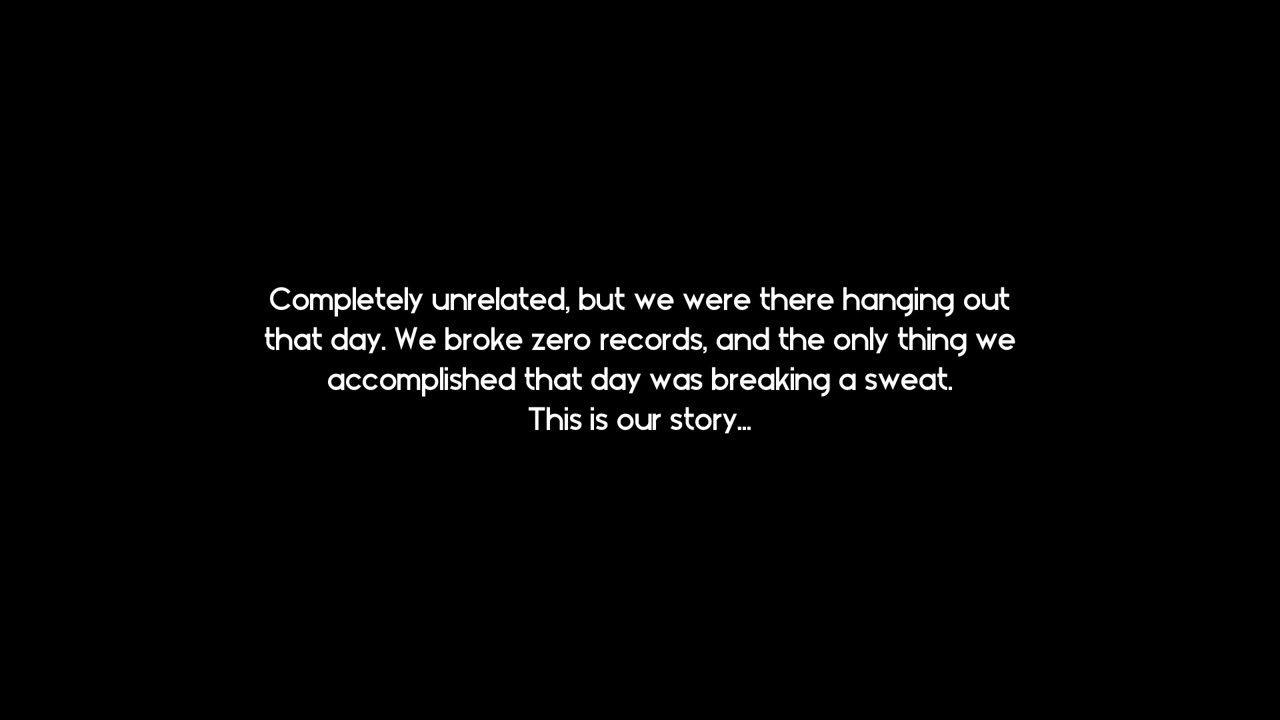 Completely unrelated, but we were there hanging out
that day. We broke zero records, and the only thing we
accomplished that day was breaking a sweat.
This is our story...